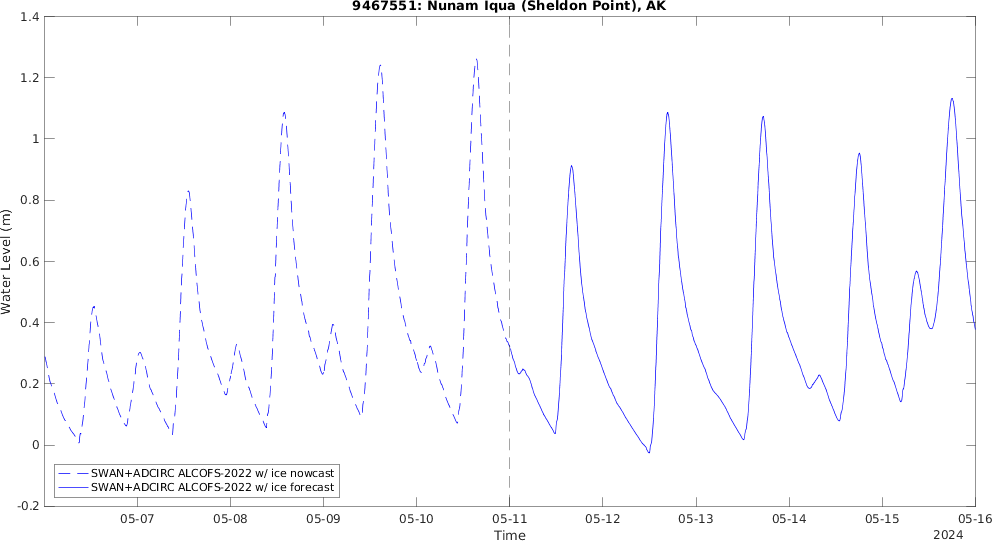 9467551: Nunam Iqua (Sheldon Point), AK
1.4
1.2
1
0.8
0.6
0.4
0.2
0
-0.2
Water Level (m)
SWAN+ADCIRC ALCOFS-2022 w/ ice nowcast
SWAN+ADCIRC ALCOFS-2022 w/ ice forecast
05-07 05-08 05-09 05-10 05-11 05-12 05-13 05-14 05-15 05-16
Time
2024